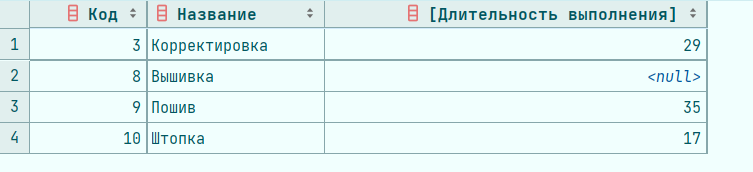 Код Название [Длительность выполнения]
1 3 Корректировка 29
2 8 Вышивка <null>
3 9 Пошив 35
4 10 Штопка 17